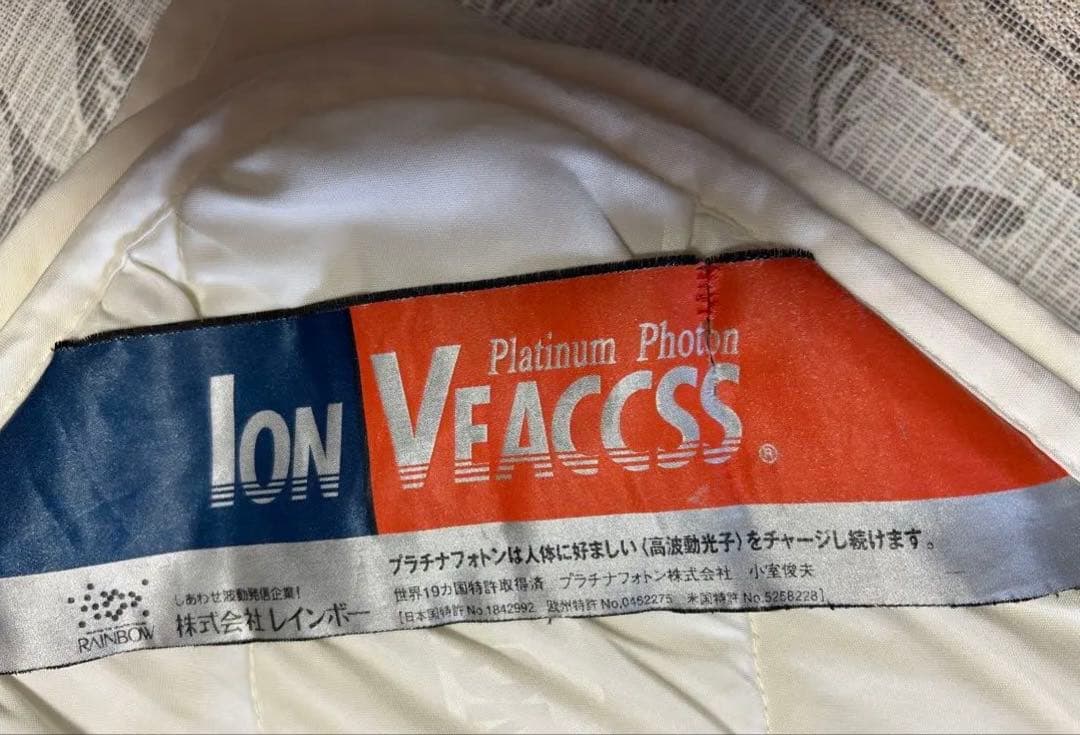 Platinum Photon
ION VEACCSS®
プラチナフォトンは人体に好ましい〈高波動光子〉をチャージし続けます。
世界19カ国特許取得済 プラチナフォトン株式会社 小室俊夫
[日本国特許No.1842992 欧州特許No.0462275 米国特許No.5258228]
しあわせ波動発信企業!
株式会社レインボー
RAINBOW